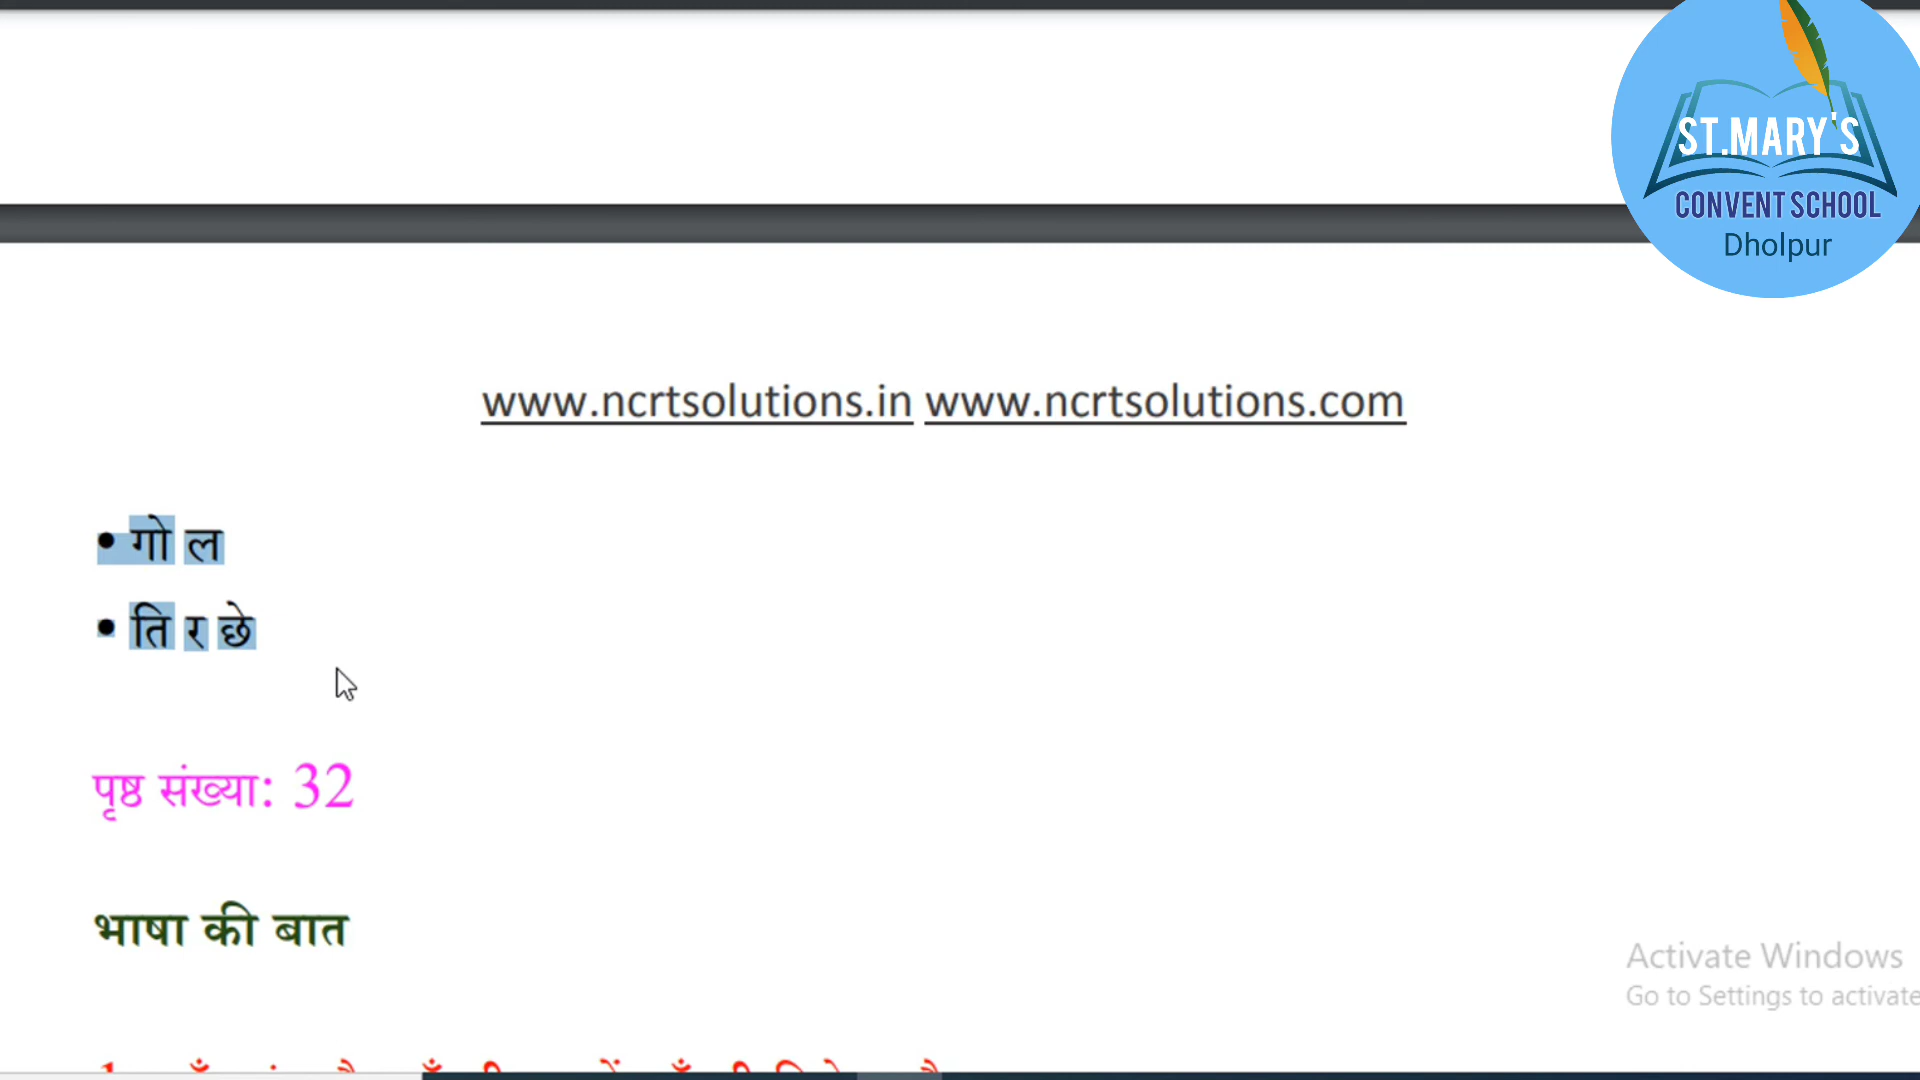 ST.MARY'S
CONVENT SCHOOL
Dholpur
www.ncrtsolutions.in www.ncrtsolutions.com
• गो ल
• ति र छे
पृष्ठ संख्या: 32
भाषा की बात
Activate Windows
Go to Settings to activate